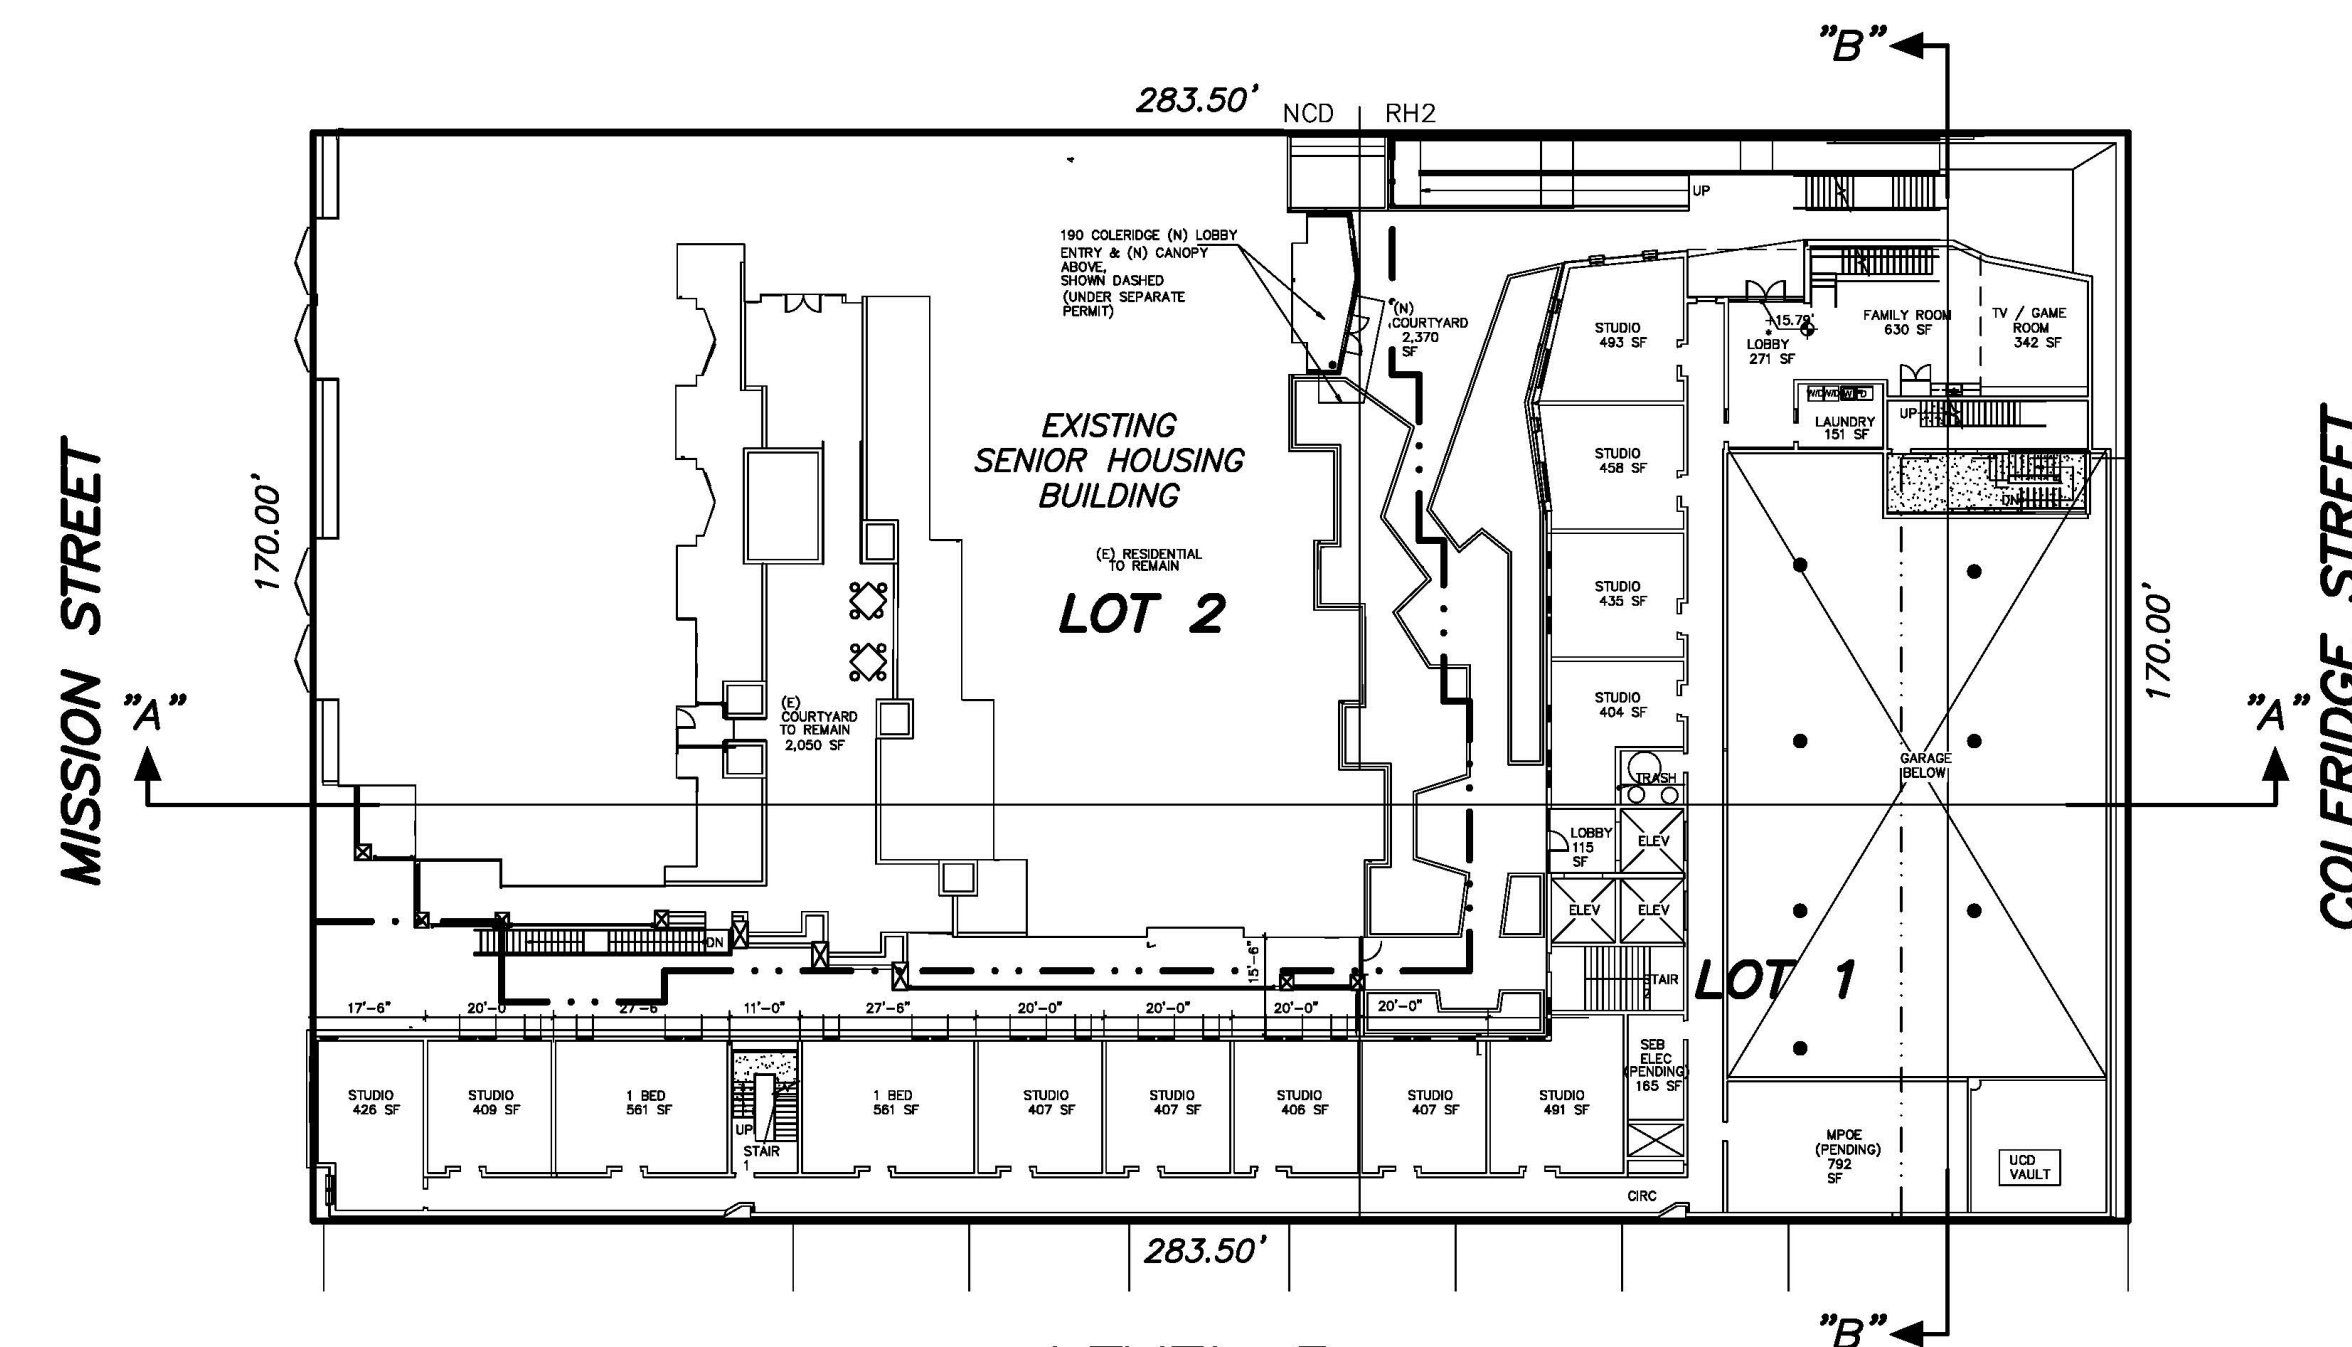 "B"
283.50'
NCD
RH2
UP
190 COLERIDGE (N) LOBBY
ENTRY & (N) CANOPY
ABOVE,
SHOWN DASHED
(UNDER SEPARATE
PERMIT)
(N)
COURTYARD
2,370
SF
STUDIO
493 SF
+15.79'
LOBBY
271 SF
FAMILY ROOM
630 SF
TV / GAME
ROOM
342 SF
W/D
LAUNDRY
151 SF
UP
DN
EXISTING
SENIOR HOUSING
BUILDING
(E) RESIDENTIAL
TO REMAIN
LOT 2
STUDIO
458 SF
STUDIO
435 SF
STUDIO
404 SF
MISSION STREET
170.00'
"A"
(E)
COURTYARD
TO REMAIN
2,050 SF
170.00'
"A"
STREET
GARAGE
BELOW
TRASH
LOBBY
115
SF
ELEV
ELEV
ELEV
STAIR
2
LOT 1
DN
15'-6"
17'-6"
20'-0
27'-6
11'-0"
27'-6"
20'-0"
20'-0"
20'-0"
20'-0"
STUDIO
426 SF
STUDIO
409 SF
1 BED
561 SF
UP
STAIR
1
1 BED
561 SF
STUDIO
407 SF
STUDIO
407 SF
STUDIO
406 SF
STUDIO
407 SF
STUDIO
491 SF
SEB
ELEC
(PENDING)
165 SF
CIRC
MPOE
(PENDING)
792
SF
UCD
VAULT
283.50'
"B"